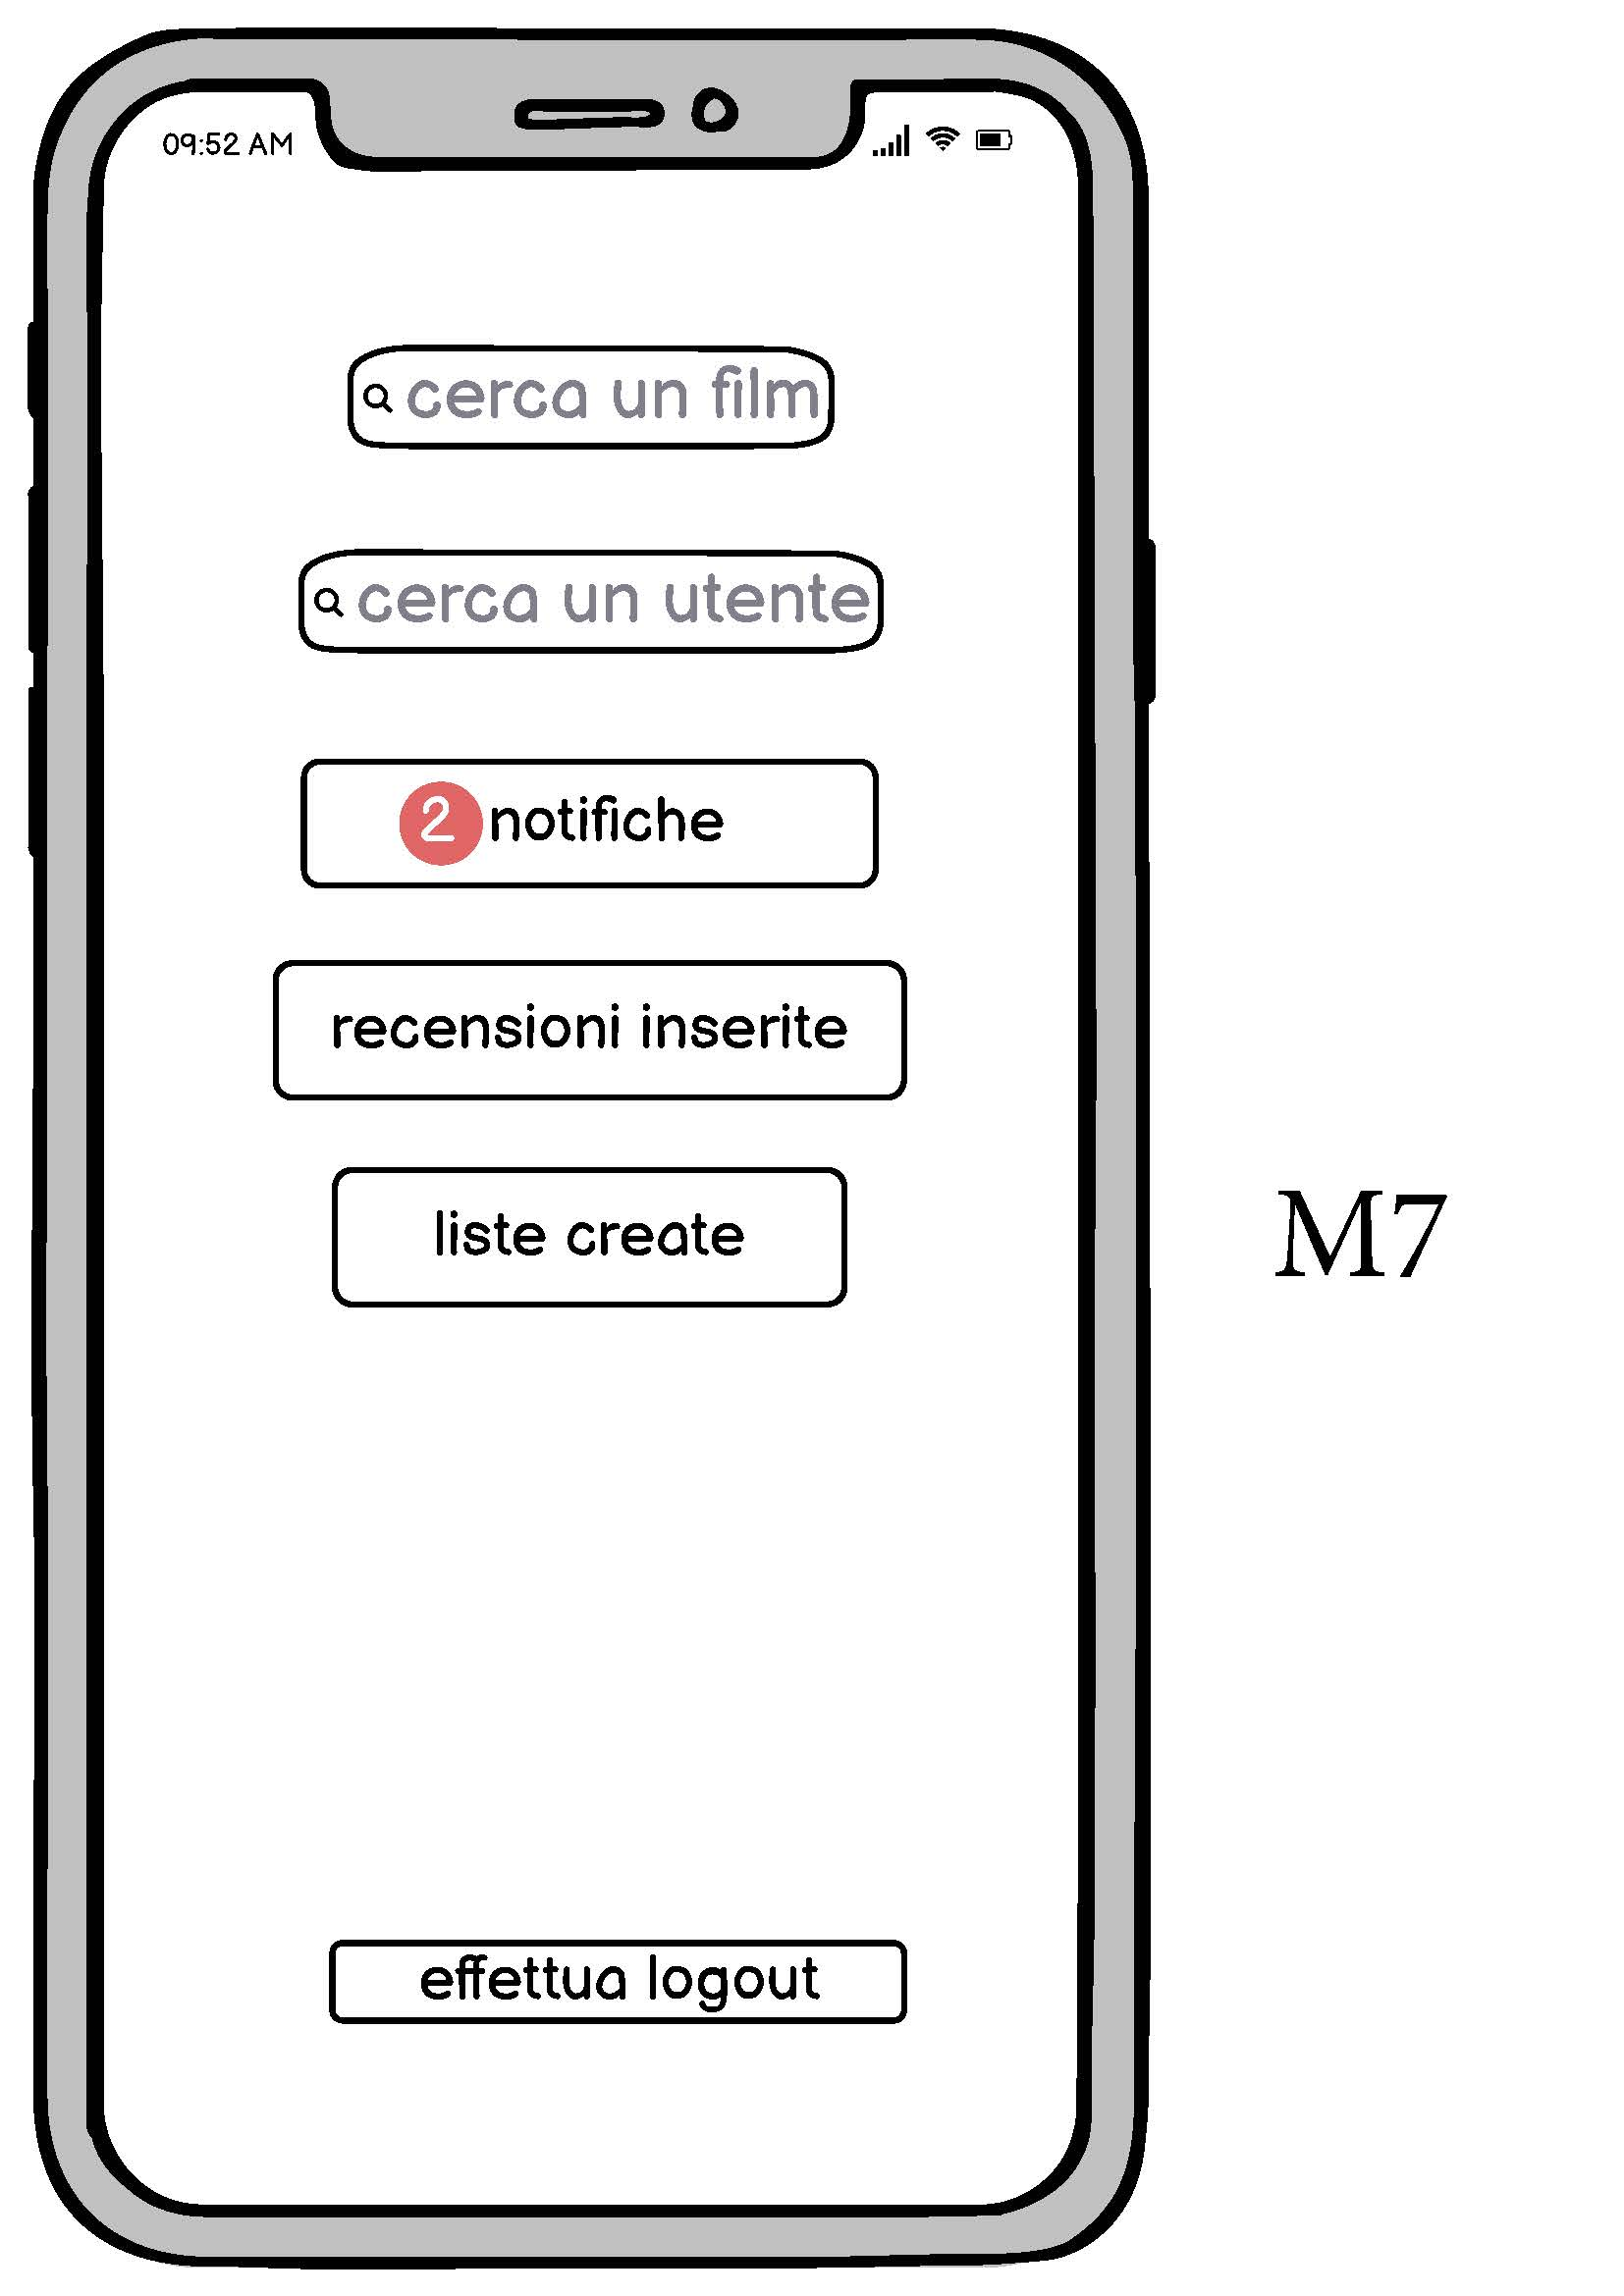 09:52 AM
cerca un film
cerca un utente
2 notifiche
recensioni inserite
liste create
M7
effettua logout